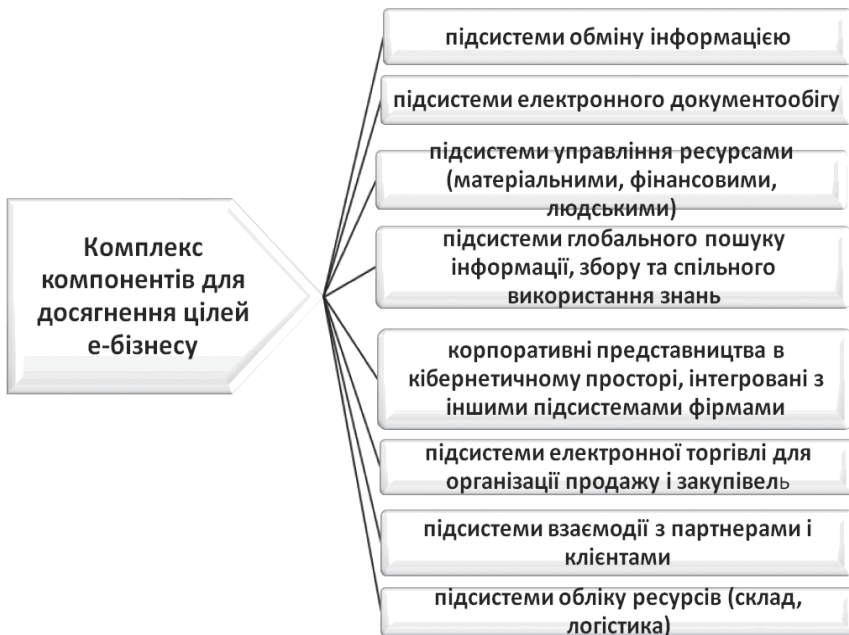 Комплекс
компонентів для
досягнення цілей
е-бізнесу
підсистеми обміну інформацією
підсистеми електронного документообігу
підсистеми управління ресурсами
(матеріальними, фінансовими,
людськими)
підсистеми глобального пошуку
інформації, збору та спільного
використання знань
корпоративні представництва в
кібернетичному просторі, інтегровані з
іншими підсистемами фірмами
підсистеми електронної торгівлі для
організації продажу і закупівель
підсистеми взаємодії з партнерами і
клієнтами
підсистеми обліку ресурсів (склад,
логістика)